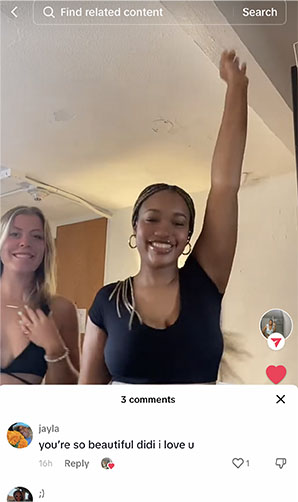 Find related content Search
3 comments
jayla
you're so beautiful didi i love u
16h Reply 1
;)